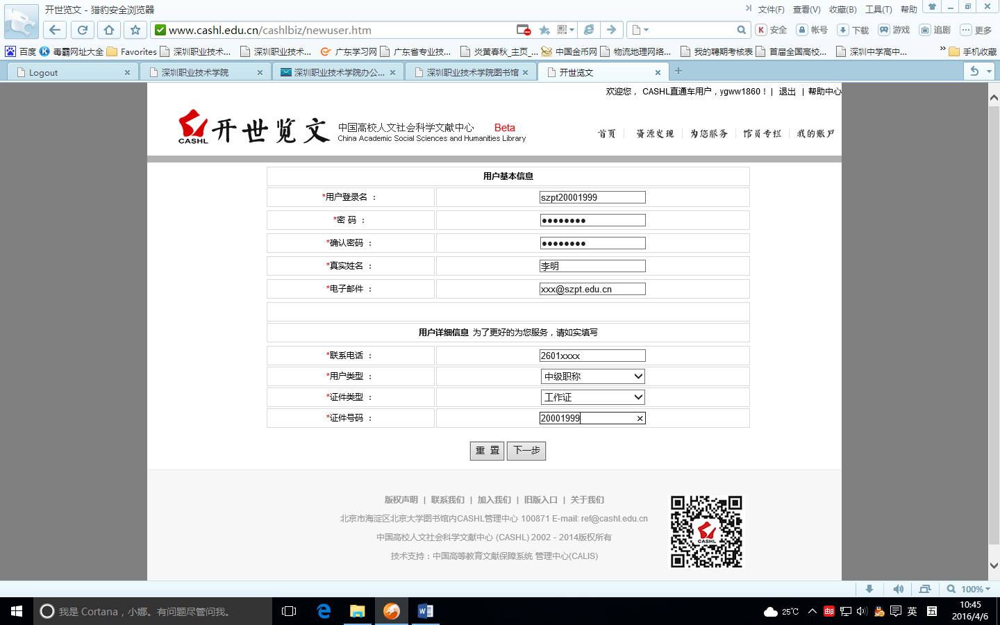 开世览文 - 猎豹安全浏览器
文件(F) 查看(V) 收藏(B) 工具(T) 帮助
www.cashl.edu.cn/cashlbiz/newuser.htm
安全 帐号 下载 游戏 追剧 更多
百度 毒霸网址大全 Favorites 深圳职业技术... 深圳职业技术... 广东学习网 广东省专业技... 炎黄春秋_主页_... 中国金币网 物流地理网络... 我的聘期考核表 首届全国高校... 深圳中学高中... » 手机收藏
Logout 深圳职业技术学院 深圳职业技术学院办公... 深圳职业技术学院图书馆 开世览文
欢迎您， CASHL直通车用户，ygww1860！ | 退出 | 帮助中心
CASHL 开世览文 中国高校人文社会科学文献中心 Beta
China Academic Social Sciences and Humanities Library
首页 资源发现 为您服务 馆员专栏 我的账户
用户基本信息
*用户登录名 ： szpt20001999
*密 码 ： ●●●●●●●●
*确认密码 ： ●●●●●●●●
*真实姓名 ： 李明
*电子邮件 ： xxx@szpt.edu.cn
用户详细信息 为了更好的为您服务，请如实填写
*联系电话 ： 2601xxxx
*用户类型 ： 中级职称
*证件类型 ： 工作证
*证件号码 ： 20001999
重 置 下一步
版权声明 | 联系我们 | 加入我们 | 旧版入口 | 关于我们
北京市海淀区北京大学图书馆内CASHL管理中心 100871 E-mail: ref@cashl.edu.cn
中国高校人文社会科学文献中心 (CASHL) 2002 - 2014版权所有
技术支持：中国高等教育文献保障系统 管理中心(CALIS)
CASHL
100%
我是 Cortana，小娜。有问题尽管问我。
25℃ 英 五
10:45
2016/4/6